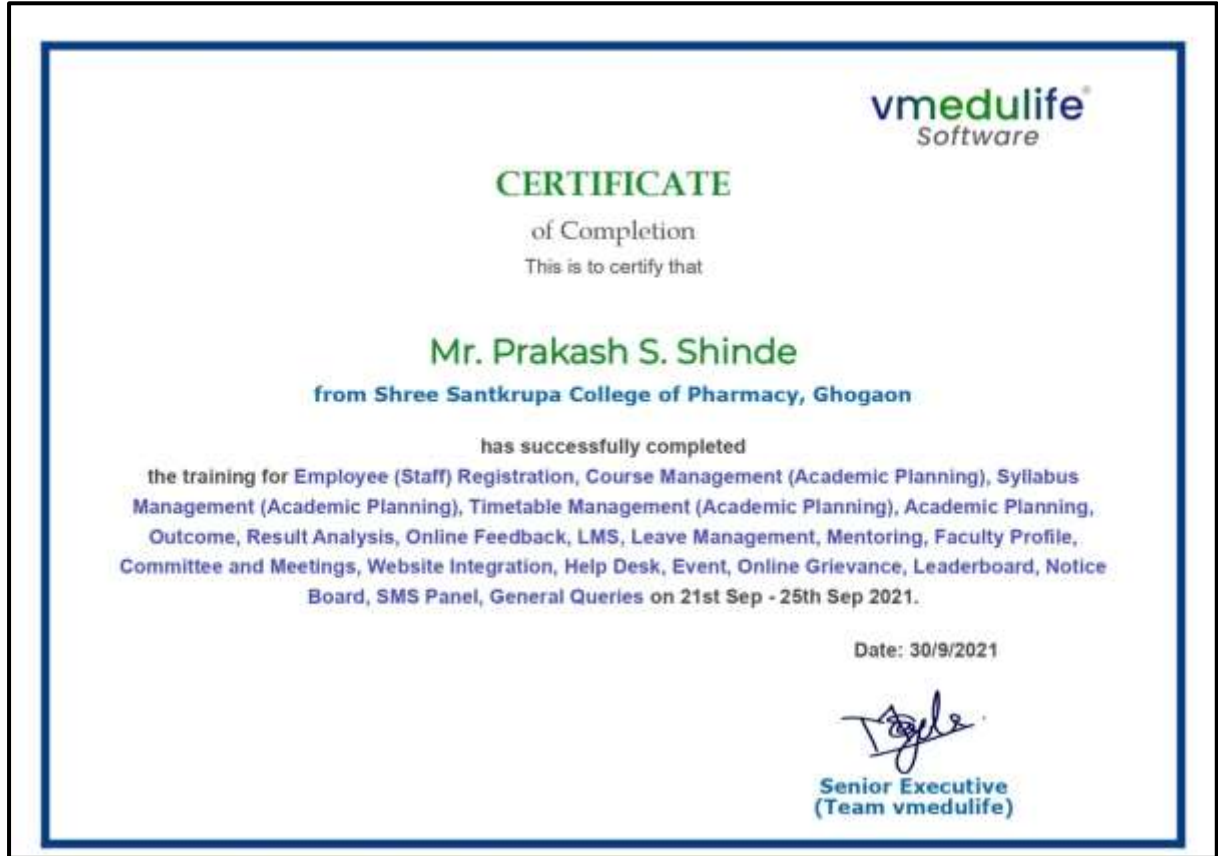 vmedulife®
Software
CERTIFICATE
of Completion
This is to certify that
Mr. Prakash S. Shinde
from Shree Santkrupa College of Pharmacy, Ghogaon
has successfully completed
the training for Employee (Staff) Registration, Course Management (Academic Planning), Syllabus
Management (Academic Planning), Timetable Management (Academic Planning), Academic Planning,
Outcome, Result Analysis, Online Feedback, LMS, Leave Management, Mentoring, Faculty Profile,
Committee and Meetings, Website Integration, Help Desk, Event, Online Grievance, Leaderboard, Notice
Board, SMS Panel, General Queries on 21st Sep - 25th Sep 2021.
Date: 30/9/2021
Senior Executive
(Team vmedulife)